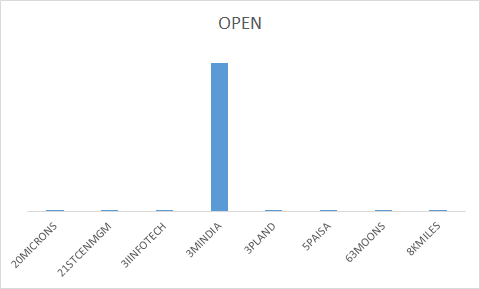 OPEN
20MICRONS
21STCENMGM
3IINFOTECH
3MINDIA
3PLAND
5PAISA
63MOONS
8KMILES